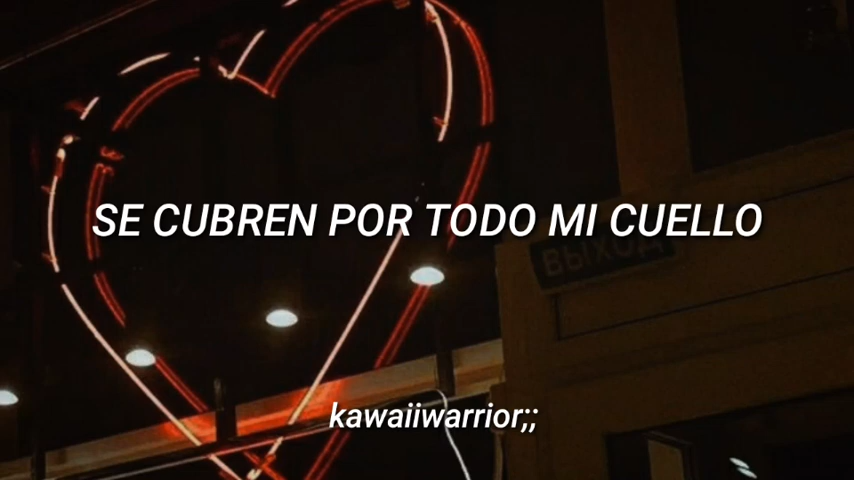 SE CUBREN POR TODO MI CUELLO
ВЫХОД
kawaiiwarrior;;